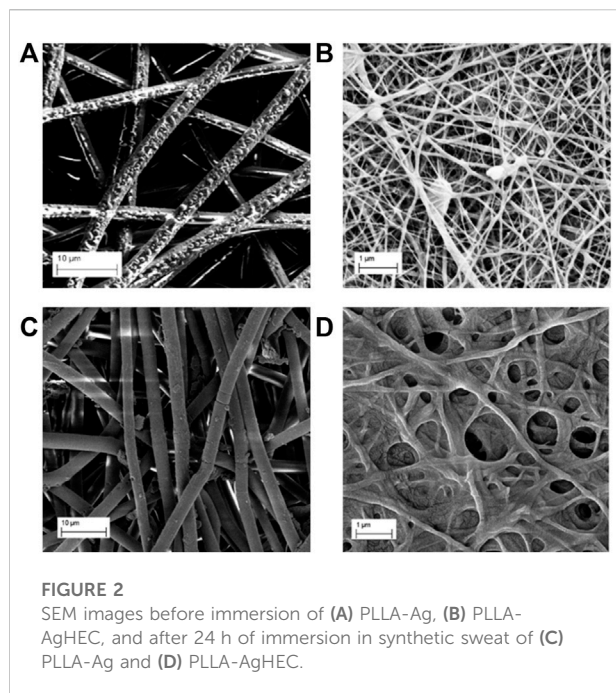 A
B
10 µm
1 µm
C
D
10 µm
1 µm
FIGURE 2
SEM images before immersion of (A) PLLA-Ag, (B) PLLA-
AgHEC, and after 24 h of immersion in synthetic sweat of (C)
PLLA-Ag and (D) PLLA-AgHEC.